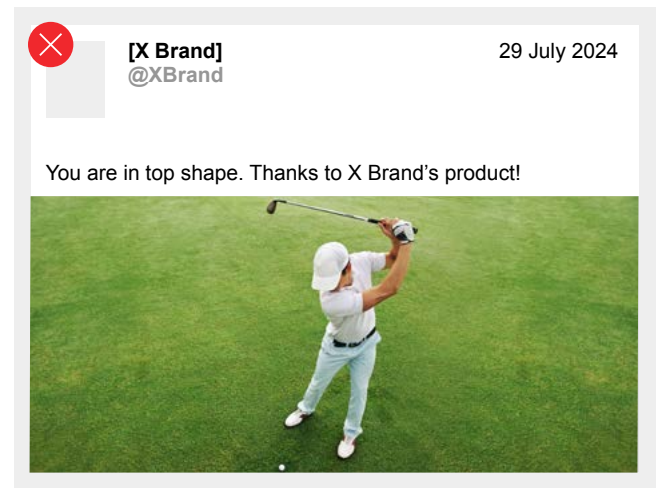 [X Brand]
29 July 2024
@XBrand
You are in top shape. Thanks to X Brand’s product!